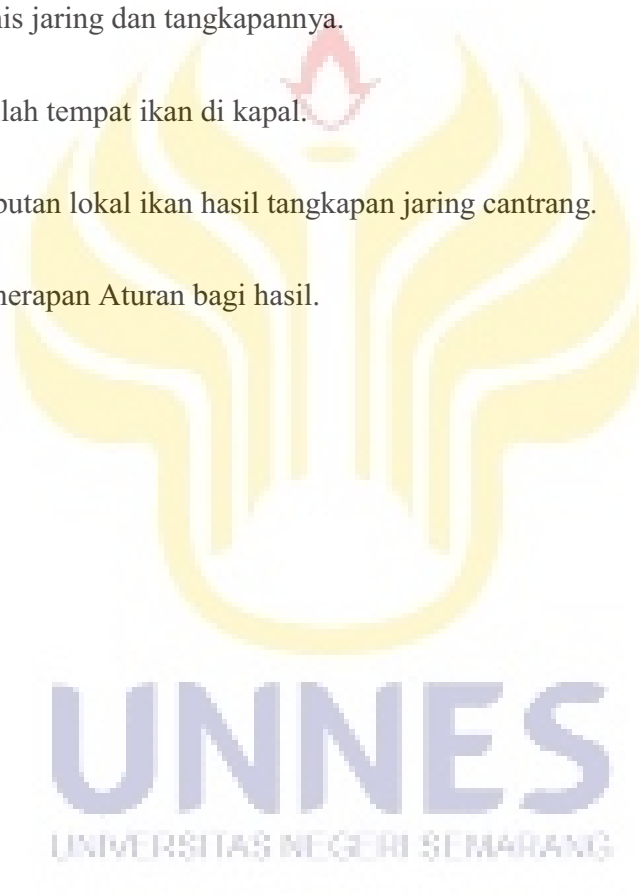 nis jaring dan tangkapannya.
lah tempat ikan di kapal.
butan lokal ikan hasil tangkapan jaring cantrang.
nerapan Aturan bagi hasil.
UNNES
UNIVERSITAS NEGERI SEMARANG